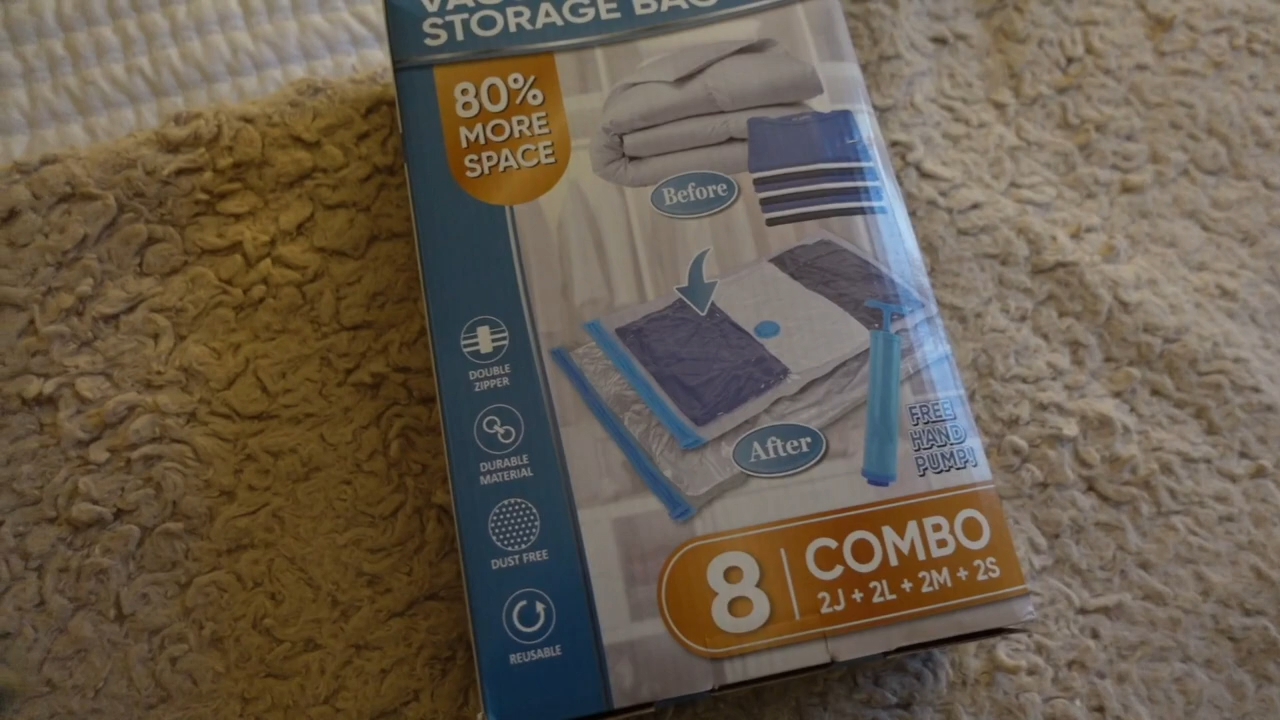 STORAGE BAG
80%
MORE
SPACE
Before
DOUBLE
ZIPPER
After
FREE
HAND
PUMP!
DURABLE
MATERIAL
DUST FREE
8 COMBO
2J + 2L + 2M + 2S
REUSABLE